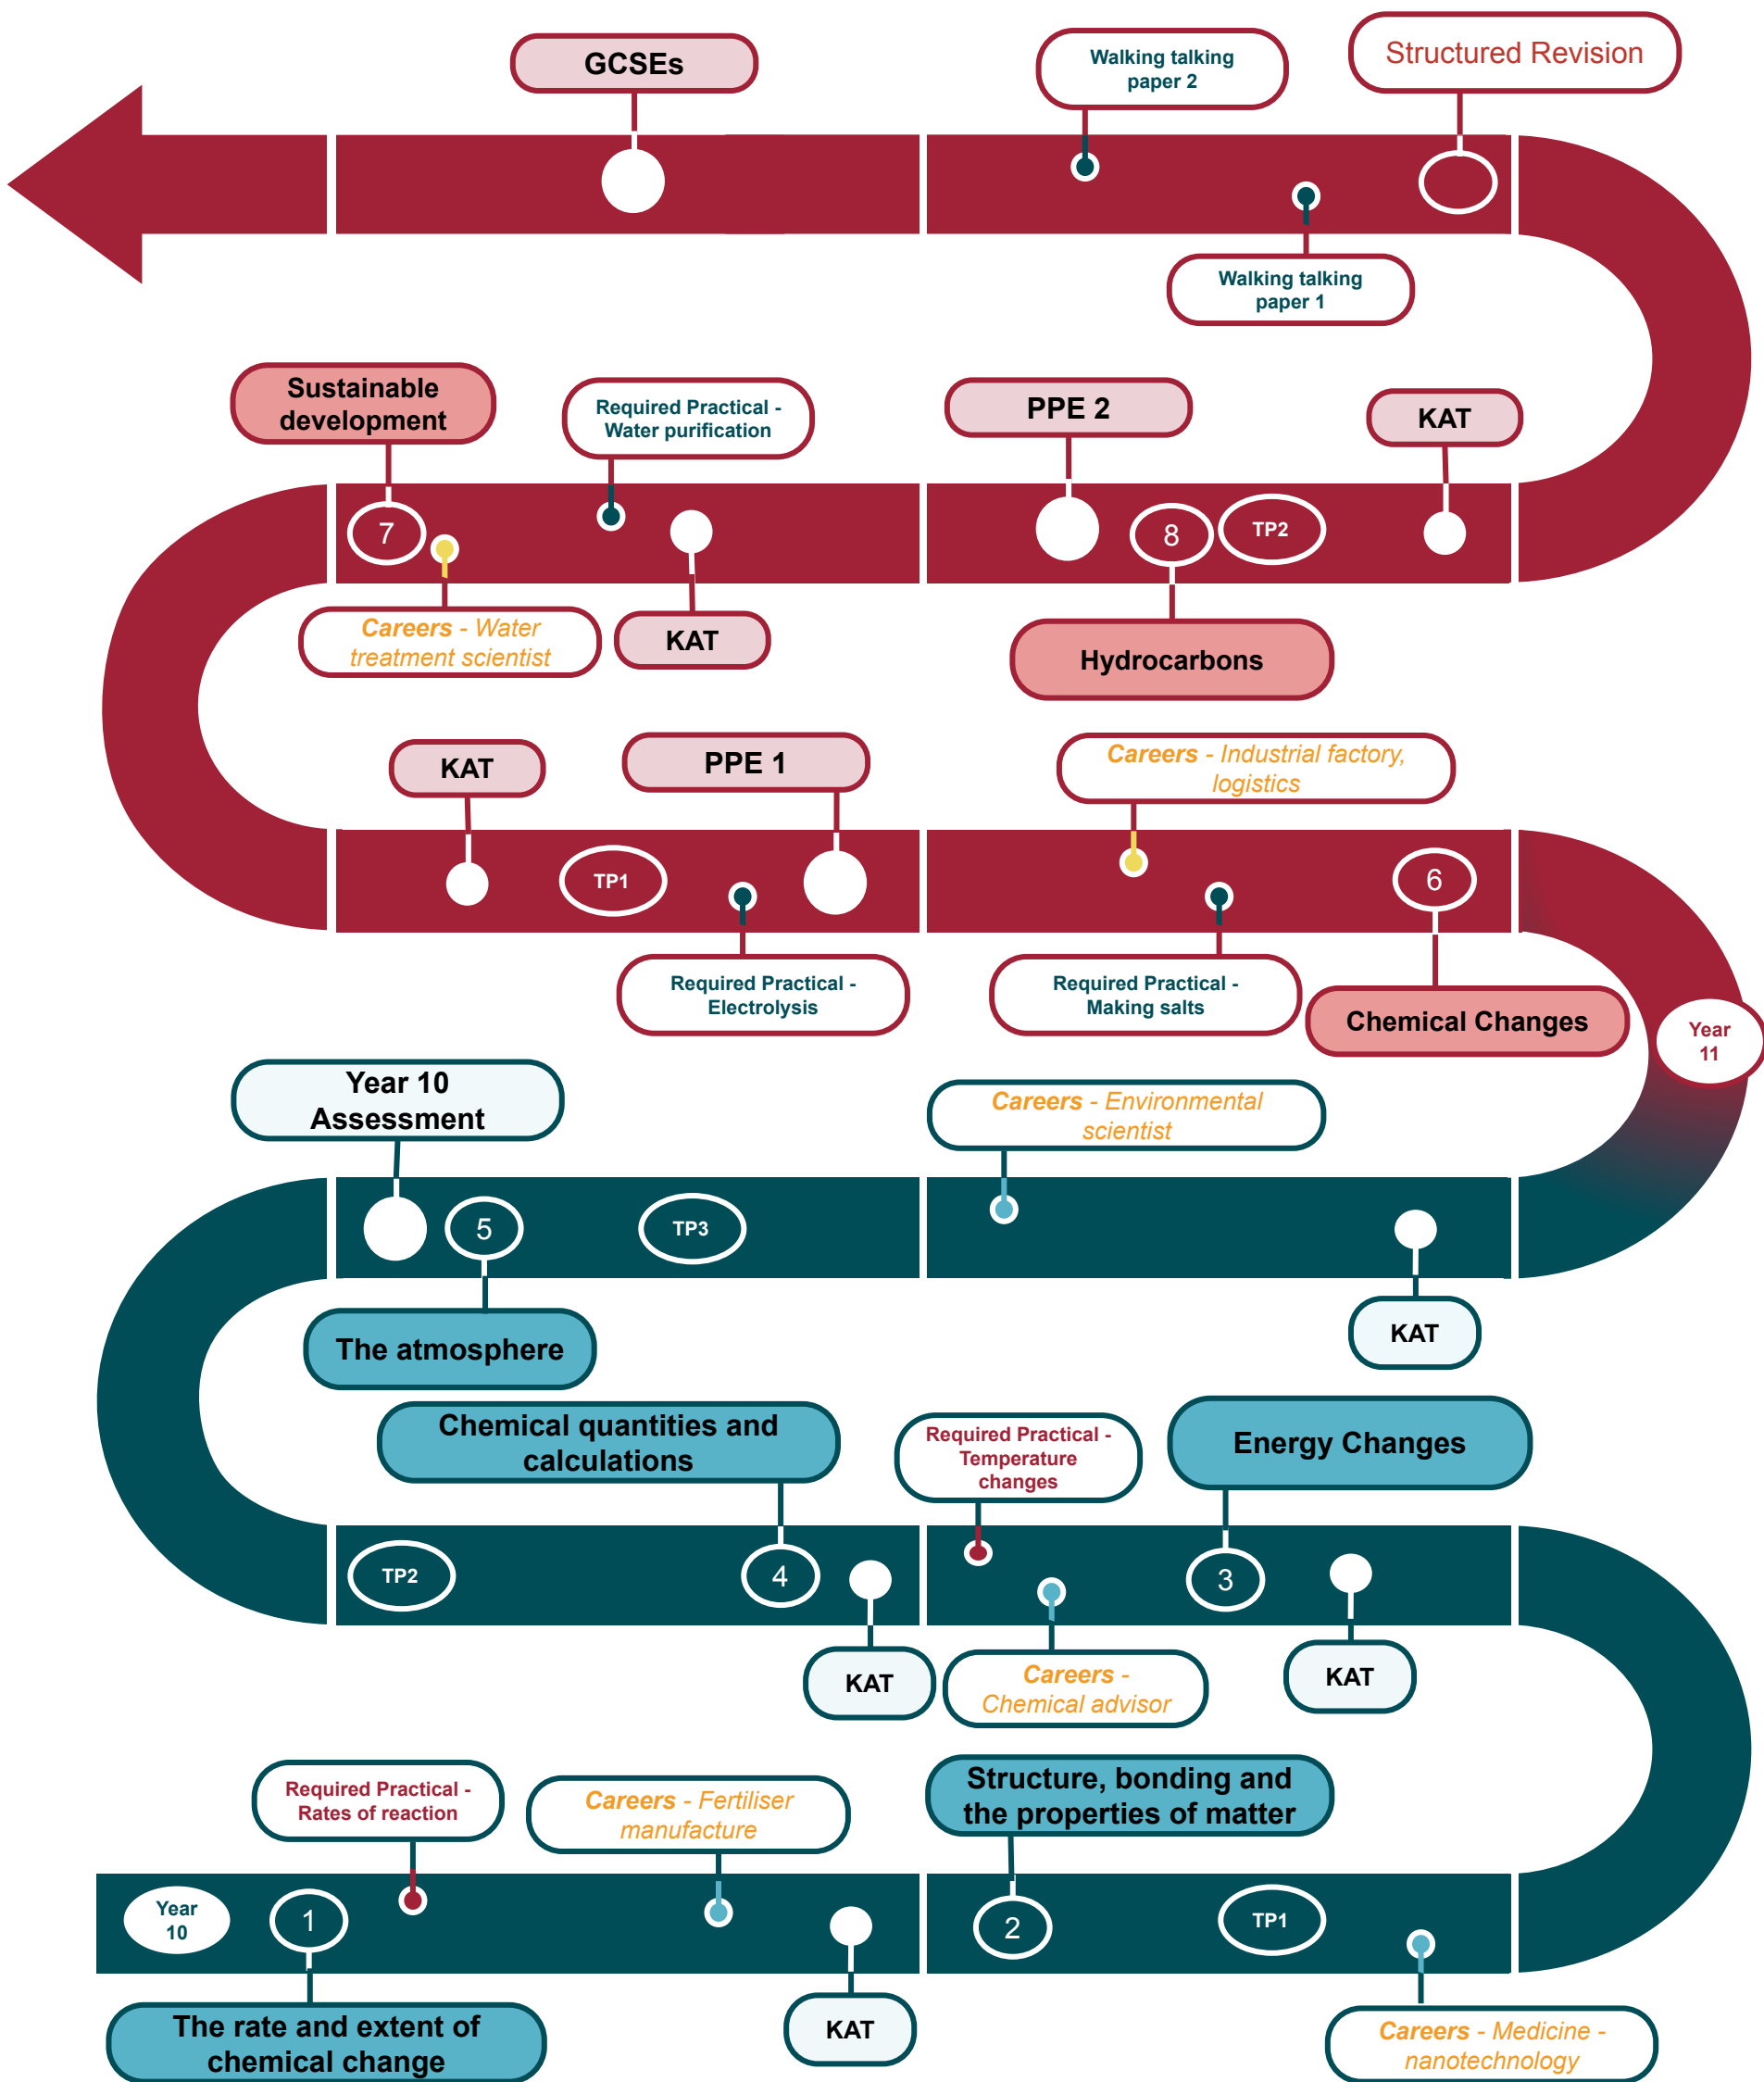 GCSEs
Walking talking
paper 2
Structured Revision
Walking talking
paper 1
Sustainable
development
Required Practical -
Water purification
PPE 2
KAT
7
8
TP2
Careers - Water
treatment scientist
KAT
Hydrocarbons
KAT
PPE 1
Careers - Industrial factory,
logistics
TP1
6
Required Practical -
Electrolysis
Required Practical -
Making salts
Chemical Changes
Year
11
Year 10
Assessment
Careers - Environmental
scientist
5
TP3
The atmosphere
KAT
Chemical quantities and
calculations
Required Practical -
Temperature
changes
Energy Changes
TP2
4
3
KAT
Careers -
Chemical advisor
KAT
Required Practical -
Rates of reaction
Careers - Fertiliser
manufacture
Structure, bonding and
the properties of matter
Year
10
1
2
TP1
The rate and extent of
chemical change
KAT
Careers - Medicine -
nanotechnology